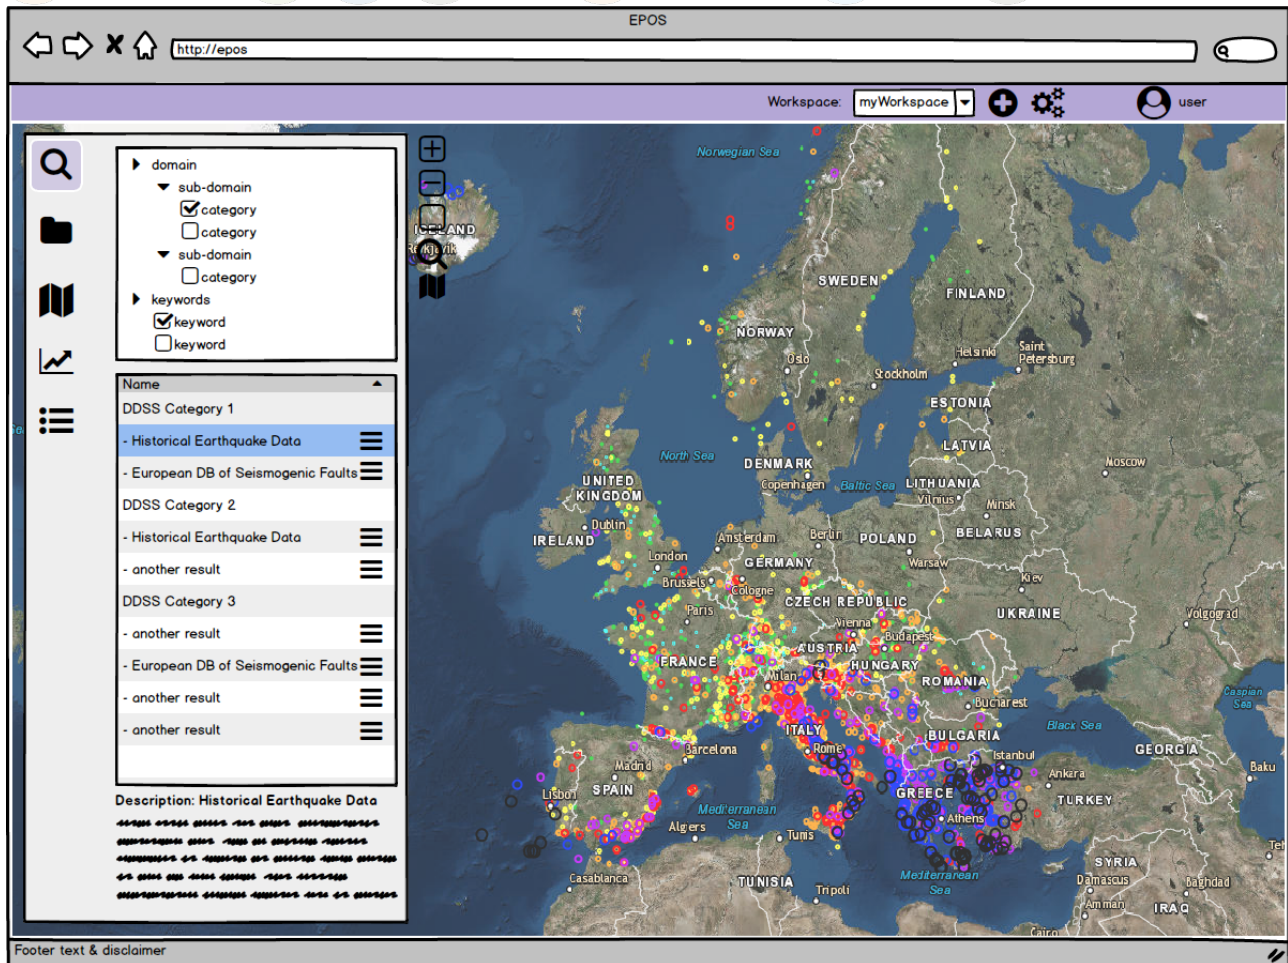 EPOS
http://epos
Workspace: myWorkspace user
domain
sub-domain
category
category
sub-domain
category
keywords
keyword
keyword
Name
DDSS Category 1
- Historical Earthquake Data
- European DB of Seismogenic Faults
DDSS Category 2
- Historical Earthquake Data
- another result
DDSS Category 3
- another result
- European DB of Seismogenic Faults
- another result
- another result
Description: Historical Earthquake Data
Norwegian Sea
ICELAND
Reykjavik
SWEDEN
FINLAND
NORWAY
Oslo
Helsinki
Saint
Petersburg
Stockholm
ESTONIA
LATVIA
North Sea
DENMARK
Copenhagen
Baltic Sea
LITHUANIA
Vilnius
Moscow
UNITED
KINGDOM
Minsk
Dublin
IRELAND
Amsterdam
Berlin
POLAND
BELARUS
London
GERMANY
Warsaw
Brussels
Cologne
Kiev
Paris
CZECH REPUBLIC
UKRAINE
Volgograd
Vienna
Budapest
AUSTRIA
FRANCE
HUNGARY
Milan
ROMANIA
Bucharest
Caspian
Sea
ITALY
Black Sea
BULGARIA
Rome
Barcelona
Istanbul
GEORGIA
Madrid
Ankara
Baku
SPAIN
Lisbon
GREECE
TURKEY
Mediterranean
Sea
Athens
Algers
Tunis
SYRIA
Casablanca
TUNISIA
Mediterranean
Sea
Damascus
Baghdad
Tripoli
Amman
IRAQ
Cairo
Footer text & disclaimer